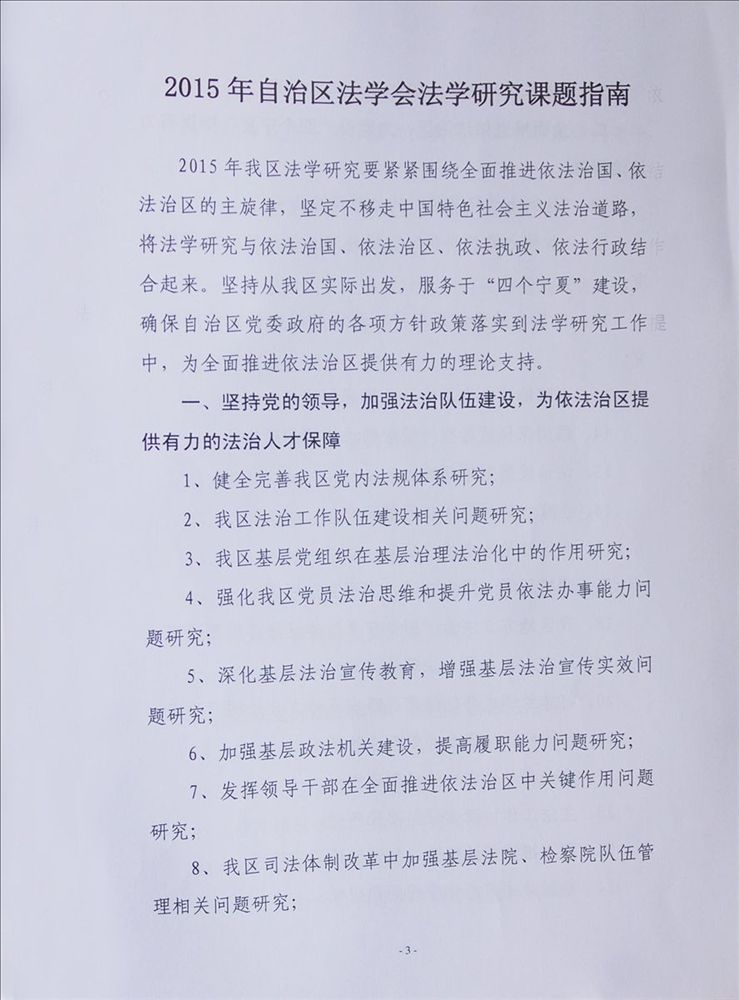 2015 年自治区法学会法学研究课题指南
2015 年我区法学研究要紧紧围绕全面推进依法治国、依
法治区的主旋律，坚定不移走中国特色社会主义法治道路，
将法学研究与依法治国、依法治区、依法执政、依法行政结
合起来。坚持从我区实际出发，服务于“四个宁夏”建设，
确保自治区党委政府的各项方针政策落实到法学研究工作
中，为全面推进依法治区提供有力的理论支持。
一、坚持党的领导，加强法治队伍建设，为依法治区提
供有力的法治人才保障
1、健全完善我区党内法规体系研究；
2、我区法治工作队伍建设相关问题研究；
3、我区基层党组织在基层治理法治化中的作用研究；
4、强化我区党员法治思维和提升党员依法办事能力问
题研究；
5、深化基层法治宣传教育，增强基层法治宣传实效问
题研究；
6、加强基层政法机关建设，提高履职能力问题研究；
7、发挥领导干部在全面推进依法治区中关键作用问题
研究；
8、我区司法体制改革中加强基层法院、检察院队伍管
理相关问题研究；
- 3 -